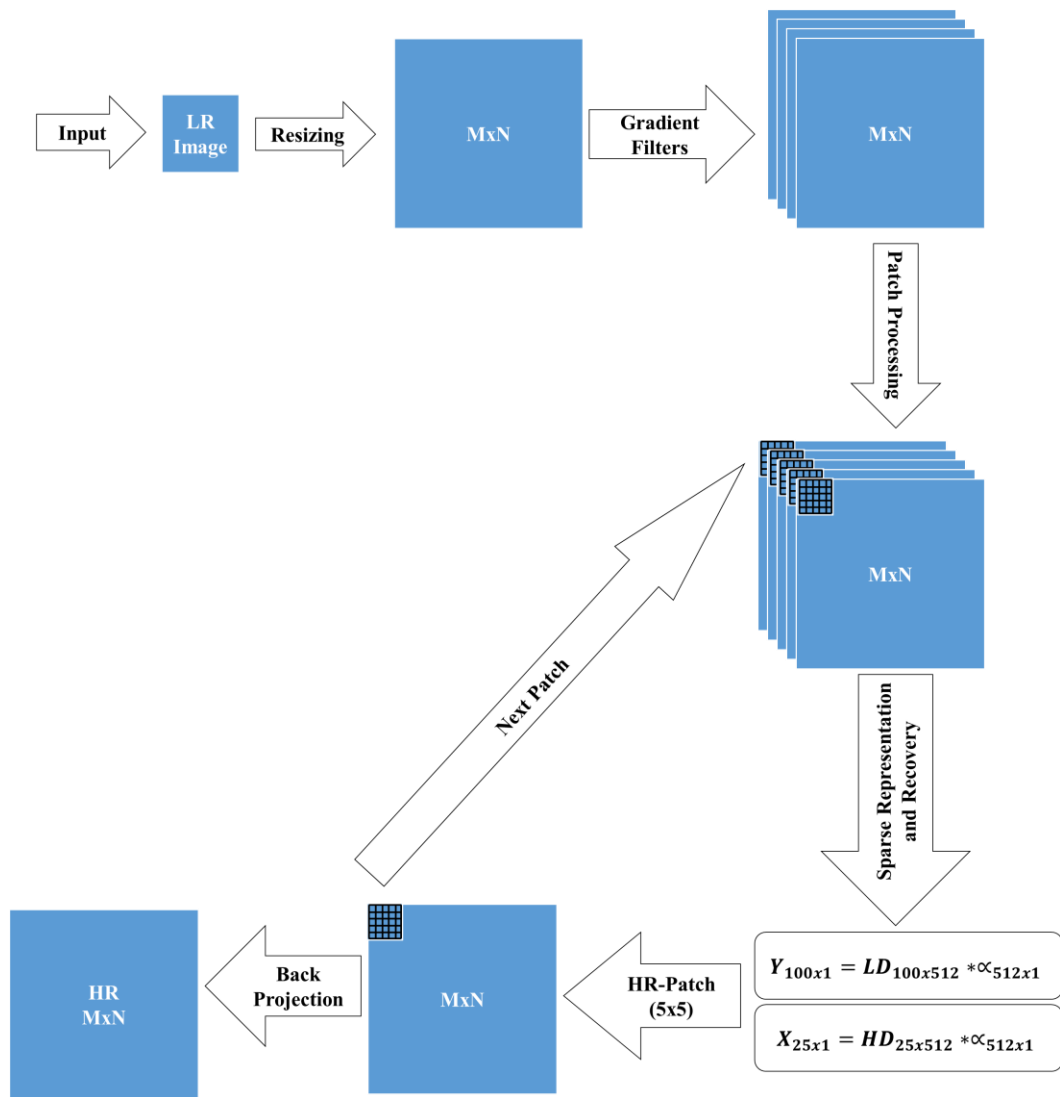 Input
LR
Image
Resizing
MxN
Gradient
Filters
MxN
Patch Processing
MxN
Next Patch
Sparse Representation
and Recovery
Y₁₀₀ₓ₁ = LD₁₀₀ₓ₅₁₂ *∝₅₁₂ₓ₁
X₂₅ₓ₁ = HD₂₅ₓ₅₁₂ *∝₅₁₂ₓ₁
HR-Patch
(5x5)
MxN
Back
Projection
HR
MxN